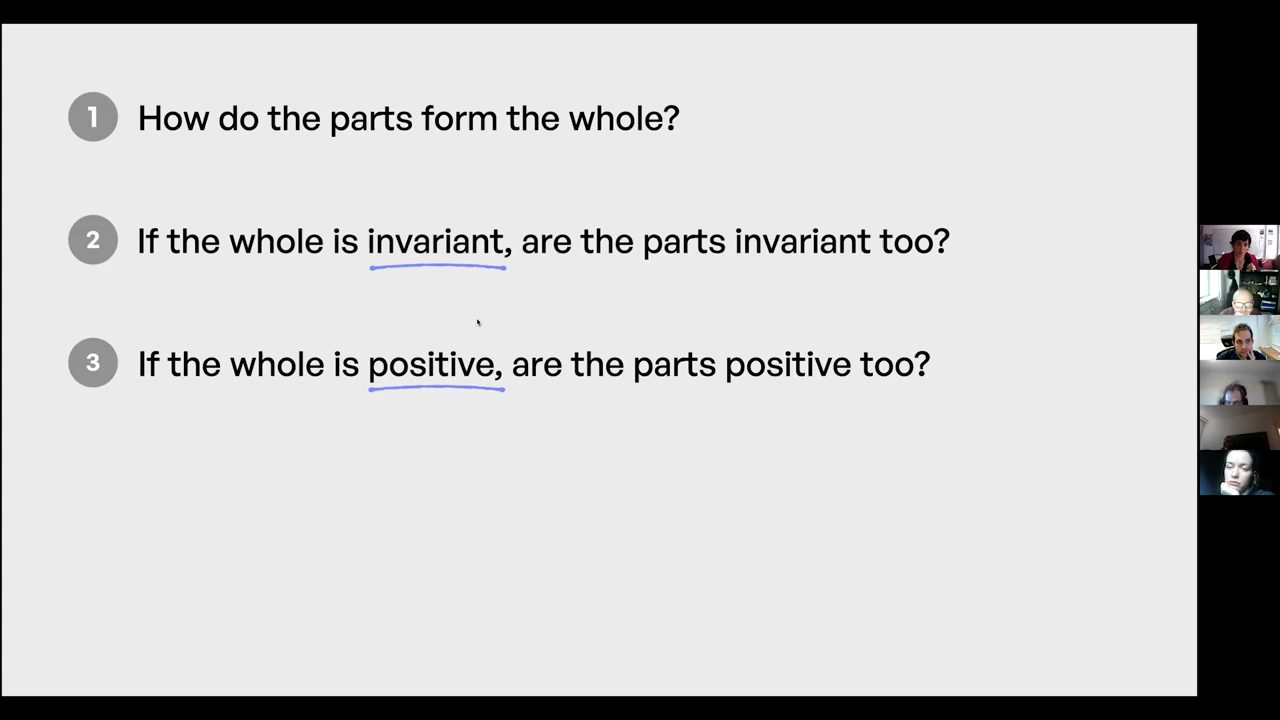 1 How do the parts form the whole?
2 If the whole is invariant, are the parts invariant too?
3 If the whole is positive, are the parts positive too?